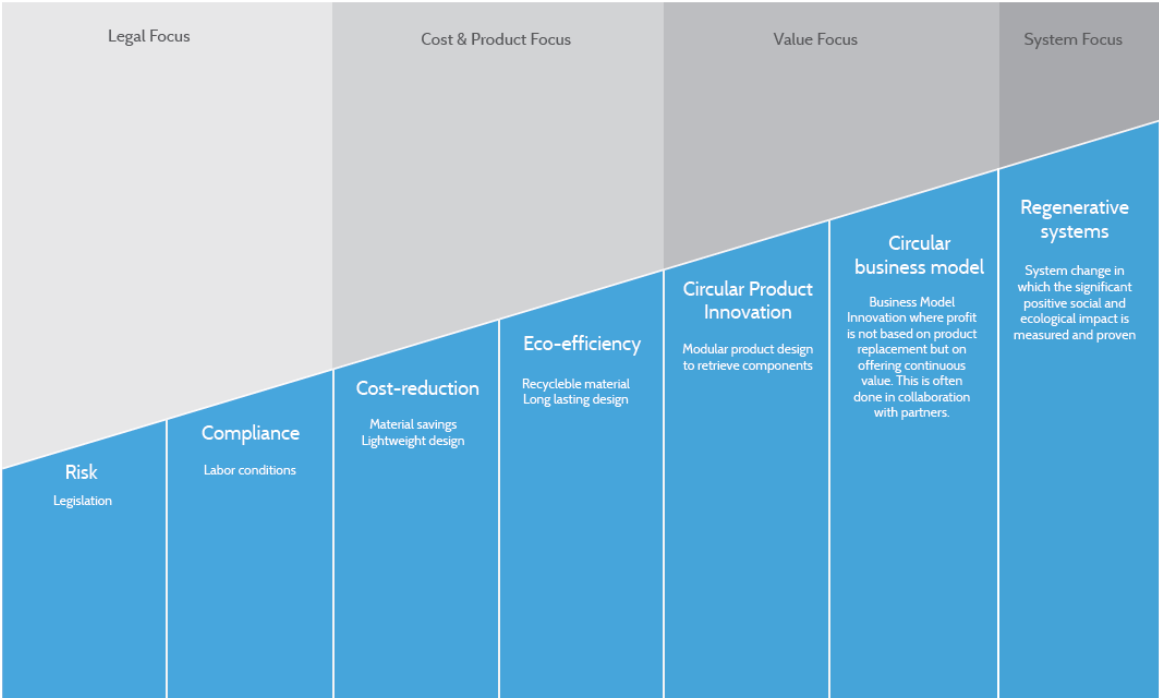 Legal Focus
Cost & Product Focus
Value Focus
System Focus
Risk
Legislation
Compliance
Labor conditions
Cost-reduction
Material savings
Lightweight design
Eco-efficiency
Recycleble material
Long lasting design
Circular Product
Innovation
Modular product design
to retrieve components
Circular
business model
Business Model
Innovation where profit
is not based on product
replacement but on
offering continuous
value. This is often
done in collaboration
with partners.
Regenerative
systems
System change in
which the significant
positive social and
ecological impact is
measured and proven